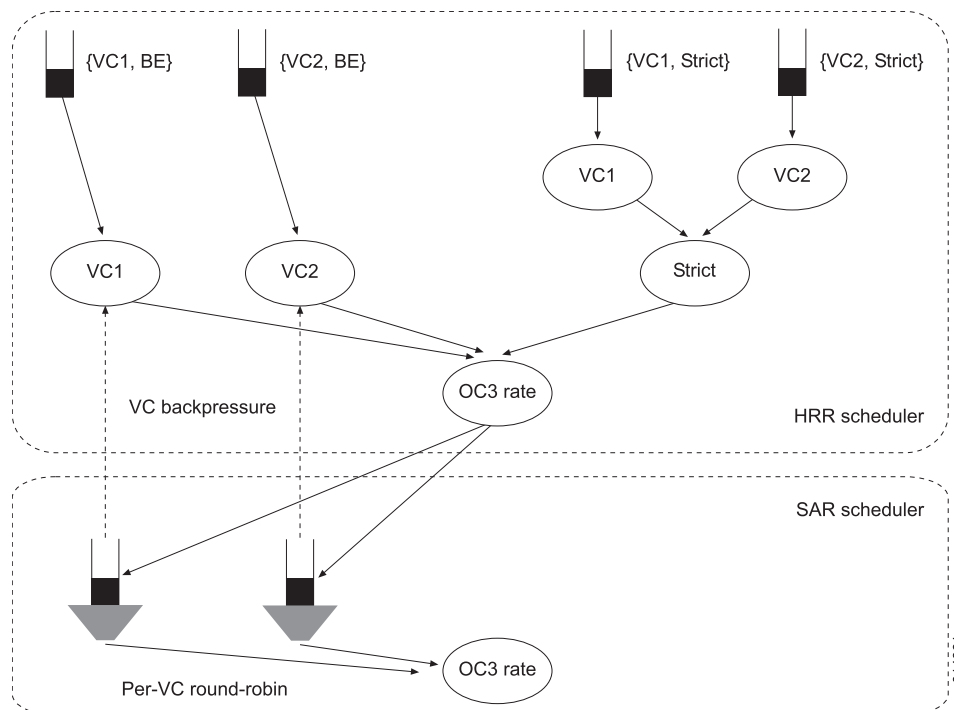 {VC1, BE}
{VC2, BE}
{VC1, Strict}
{VC2, Strict}
VC1
VC2
VC1
VC2
Strict
OC3 rate
VC backpressure
HRR scheduler
SAR scheduler
OC3 rate
Per-VC round-robin